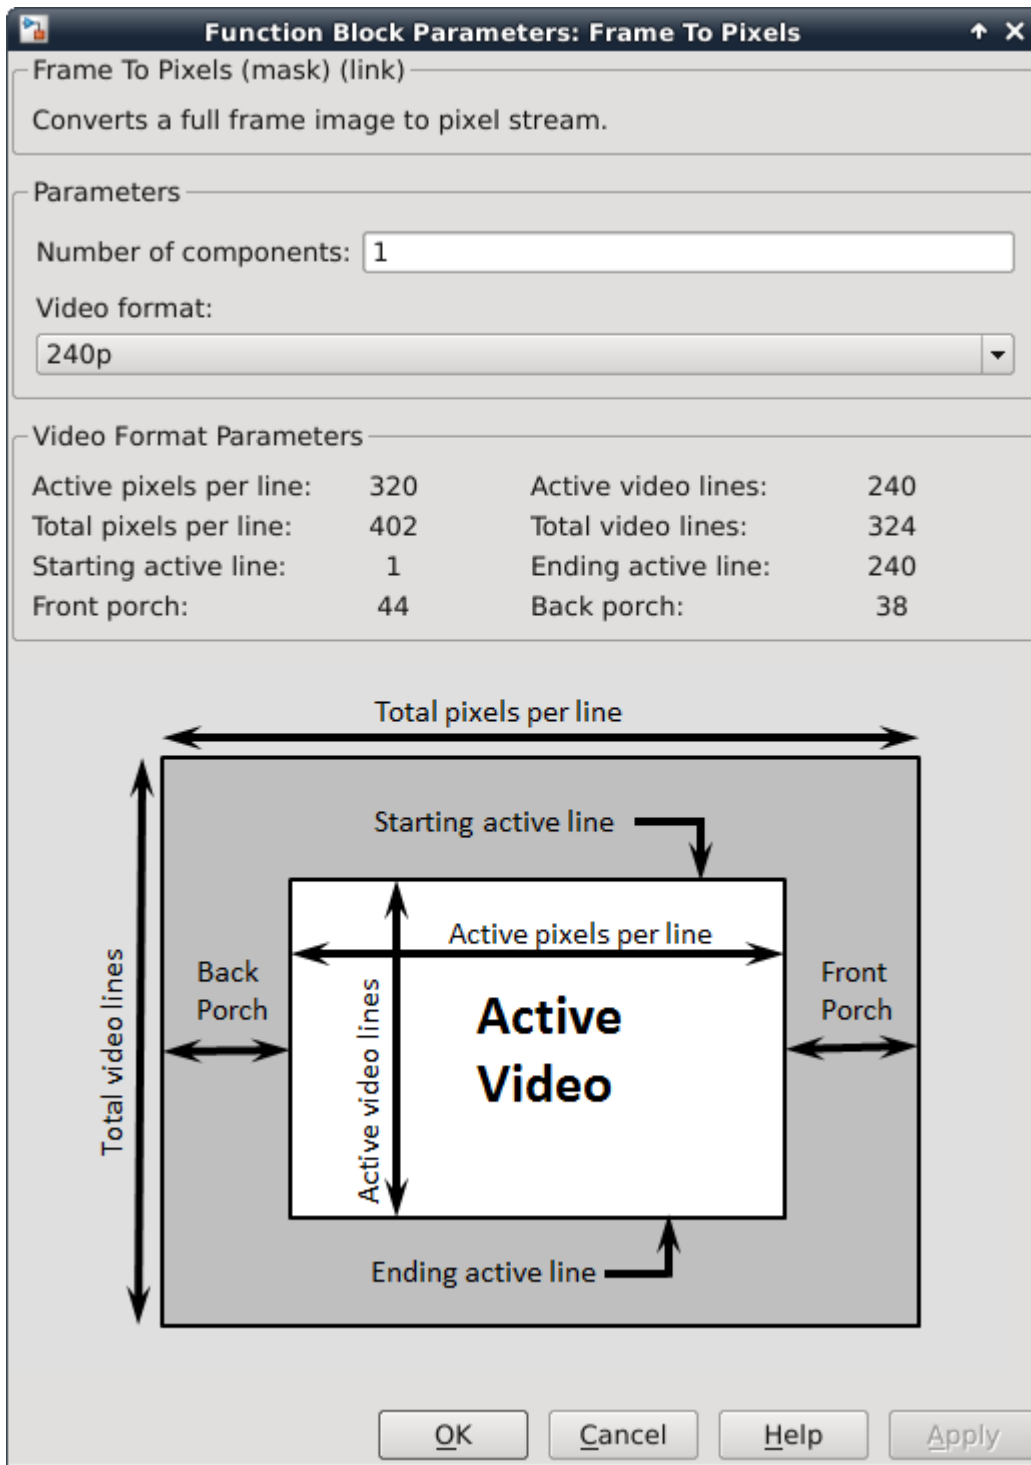 Function Block Parameters: Frame To Pixels
Frame To Pixels (mask) (link)
Converts a full frame image to pixel stream.
Parameters
Number of components: 1
Video format:
240p
Video Format Parameters
Active pixels per line: 320 Active video lines: 240
Total pixels per line: 402 Total video lines: 324
Starting active line: 1 Ending active line: 240
Front porch: 44 Back porch: 38
Total pixels per line
Starting active line
Active pixels per line
Back
Porch
Front
Porch
Active
Video
Total video lines
Active video lines
Ending active line
OK Cancel Help Apply